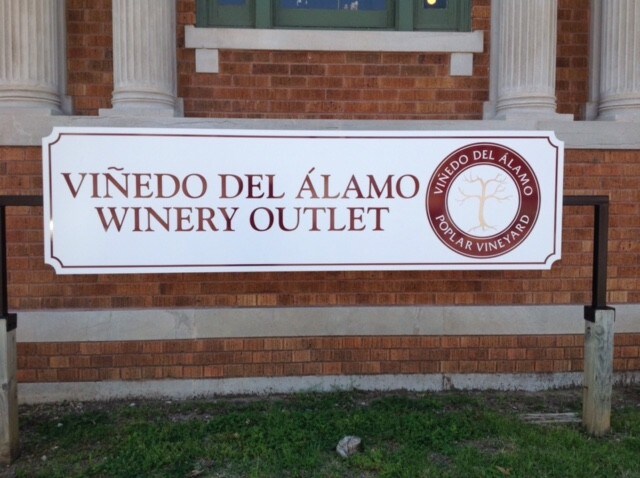 VIÑEDO DEL ÁLAMO
WINERY OUTLET
VIÑEDO DEL ÁLAMO
POPLAR VINEYARD